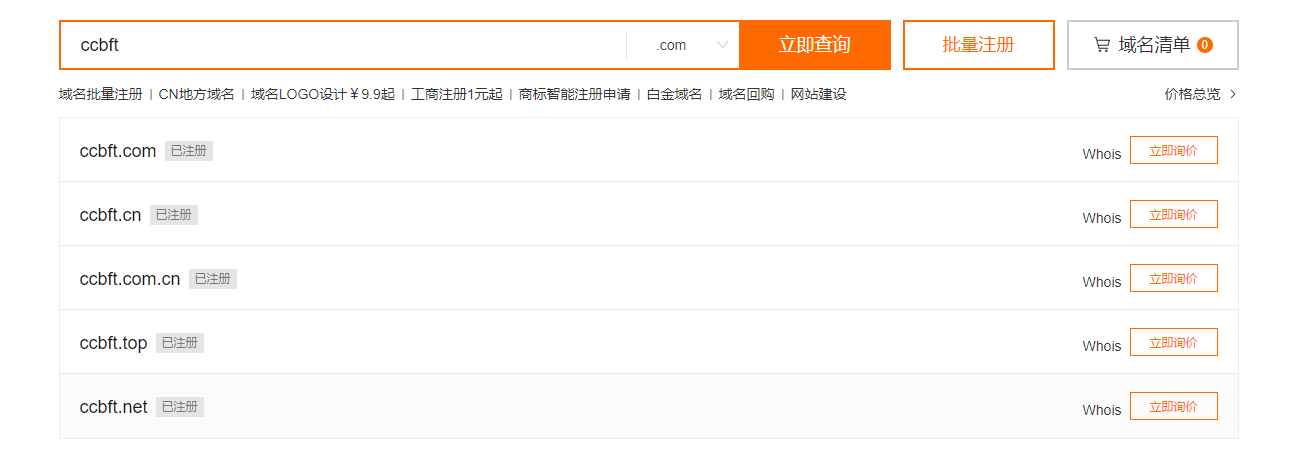 ccbft .com 立即查询 批量注册 域名清单 0
域名批量注册 | CN地方域名 | 域名LOGO设计￥9.9起 | 工商注册1元起 | 商标智能注册申请 | 白金域名 | 域名回购 | 网站建设 价格总览 >
ccbft.com 已注册 Whois 立即询价
ccbft.cn 已注册 Whois 立即询价
ccbft.com.cn 已注册 Whois 立即询价
ccbft.top 已注册 Whois 立即询价
ccbft.net 已注册 Whois 立即询价